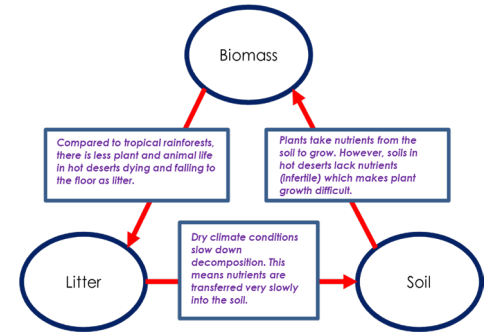 Biomass
Compared to tropical rainforests,
there is less plant and animal life
in hot deserts dying and falling to
the floor as litter.
Plants take nutrients from the
soil to grow. However, soils in
hot deserts lack nutrients
(infertile) which makes plant
growth difficult.
Dry climate conditions
slow down
decomposition. This
means nutrients are
transferred very slowly
into the soil.
Litter
Soil